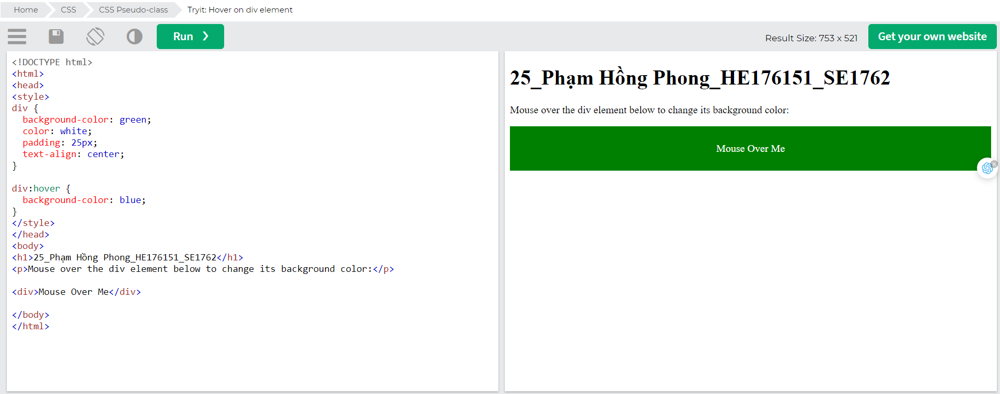 Home CSS CSS Pseudo-class Tryit: Hover on div element
Run ❯
Result Size: 753 x 521
Get your own website
<!DOCTYPE html>
<html>
<head>
<style>
div {
  background-color: green;
  color: white;
  padding: 25px;
  text-align: center;
}

div:hover {
  background-color: blue;
}
</style>
</head>
<body>
<h1>25_Phạm Hồng Phong_HE176151_SE1762</h1>
<p>Mouse over the div element below to change its background color:</p>

<div>Mouse Over Me</div>

</body>
</html>
25_Phạm Hồng Phong_HE176151_SE1762
Mouse over the div element below to change its background color:
Mouse Over Me